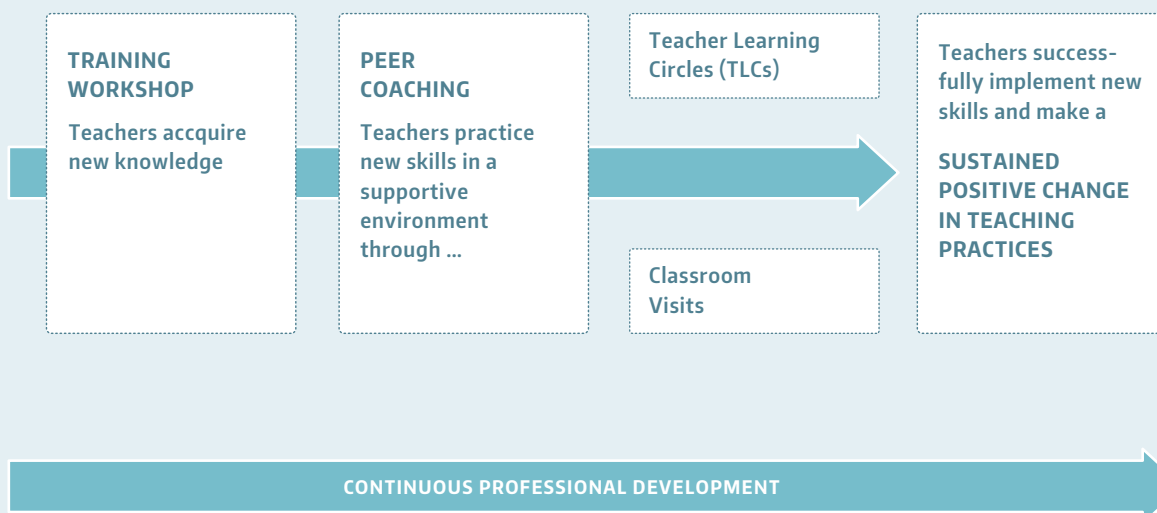 TRAINING
WORKSHOP
Teachers accquire
new knowledge
PEER
COACHING
Teachers practice
new skills in a
supportive
environment
through ...
Teacher Learning
Circles (TLCs)
Classroom
Visits
Teachers success-
fully implement new
skills and make a
SUSTAINED
POSITIVE CHANGE
IN TEACHING
PRACTICES
CONTINUOUS PROFESSIONAL DEVELOPMENT